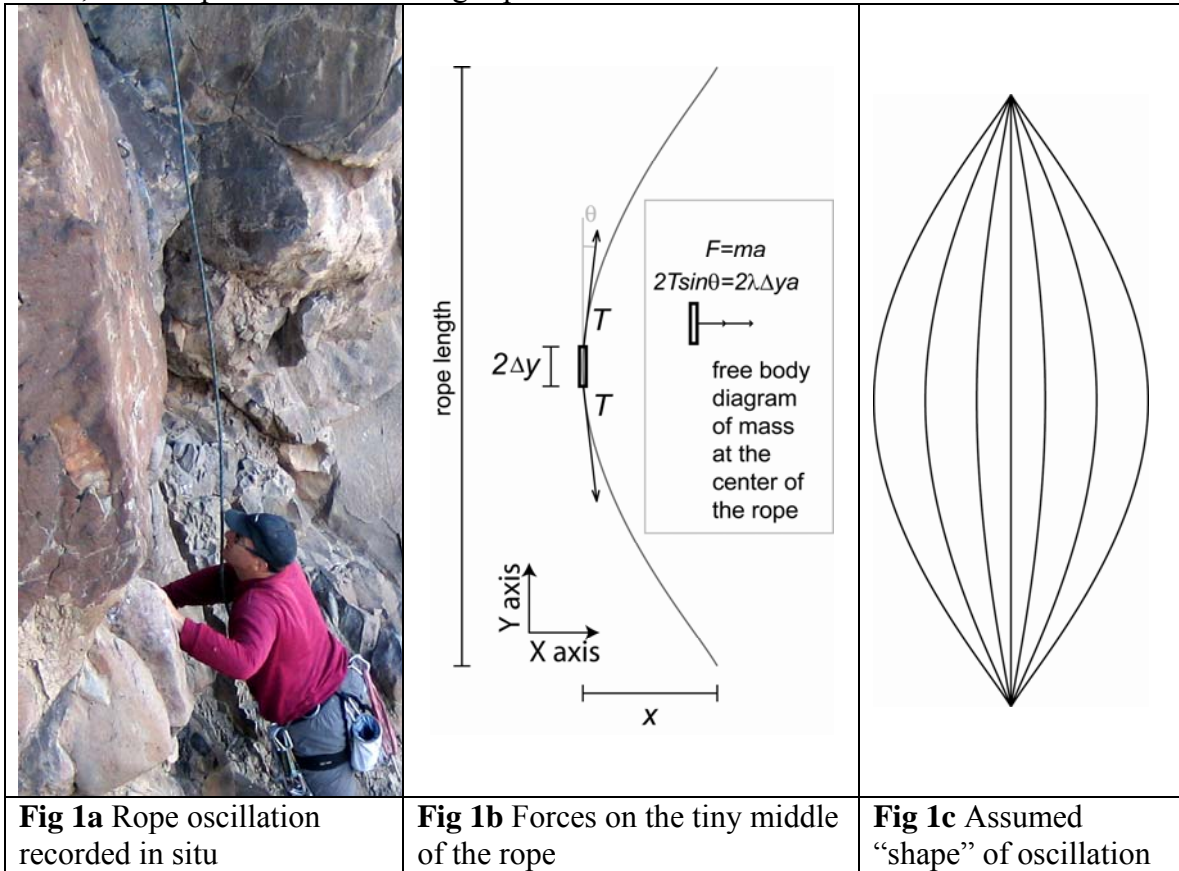 rope length
2Δy
θ
T
T
F=ma
2Tsinθ=2λΔya
free body
diagram
of mass
at the
center of
the rope
Y axis
X axis
x
Fig 1a Rope oscillation
recorded in situ
Fig 1b Forces on the tiny middle
of the rope
Fig 1c Assumed
“shape” of oscillation